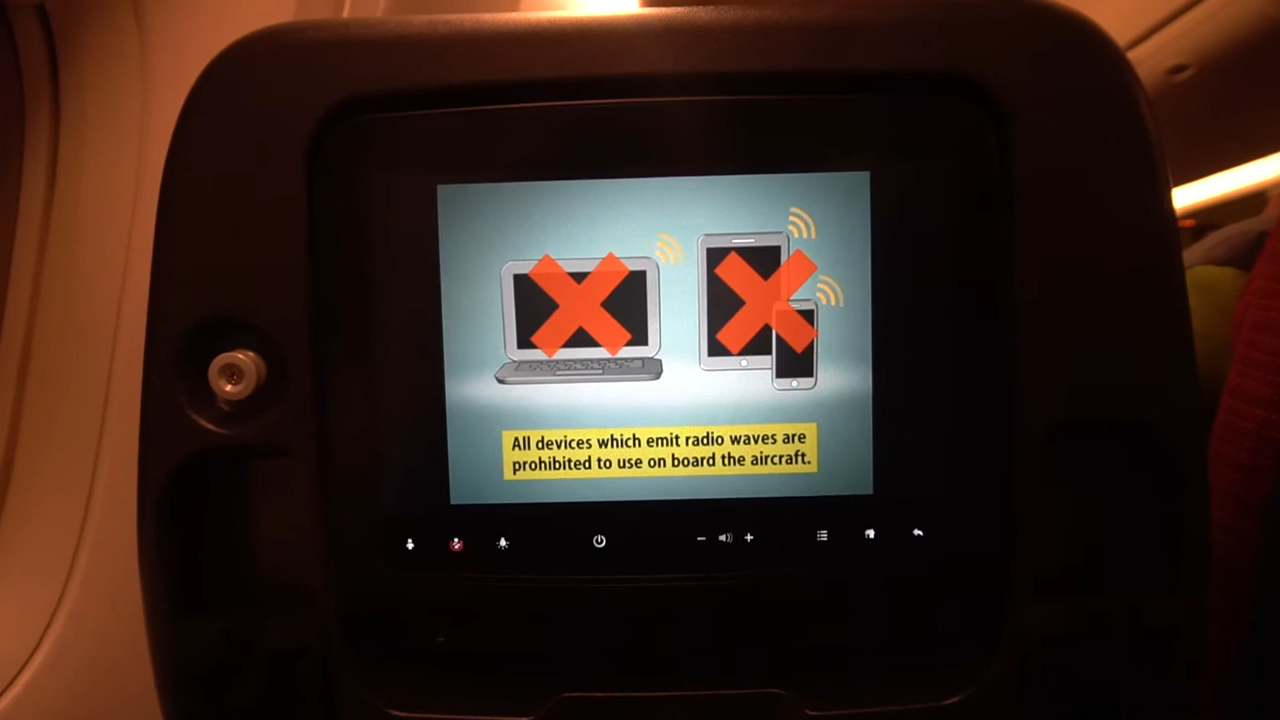 All devices which emit radio waves are
prohibited to use on board the aircraft.